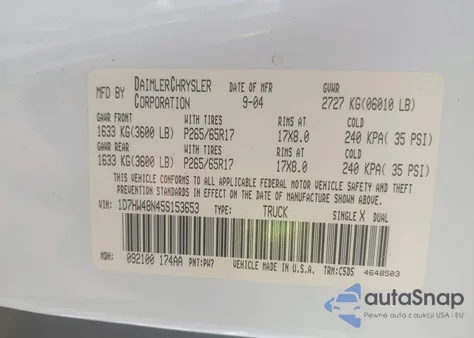 MFD BY DAIMLERCHRYSLER CORPORATION DATE OF MFR 9-04 GVWR 2727 KG(06010 LB)
GAWR FRONT WITH TIRES RIMS AT COLD
1633 KG(3600 LB) P265/65R17 17X8.0 240 KPA( 35 PSI)
GAWR REAR WITH TIRES RIMS AT COLD
1633 KG(3600 LB) P265/65R17 17X8.0 240 KPA( 35 PSI)
THIS VEHICLE CONFORMS TO ALL APPLICABLE FEDERAL MOTOR VEHICLE SAFETY AND THEFT
PREVENTION STANDARDS IN EFFECT ON THE DATE OF MANUFACTURE SHOWN ABOVE.
VIN: 1D7HW48N45S153653 TYPE: TRUCK SINGLE X DUAL
MDH: 092100 174AA PNT:PW7 VEHICLE MADE IN U.S.A. TRM:C5D5 4648503
autoSnap
Pewne auta z aukcji USA i EU